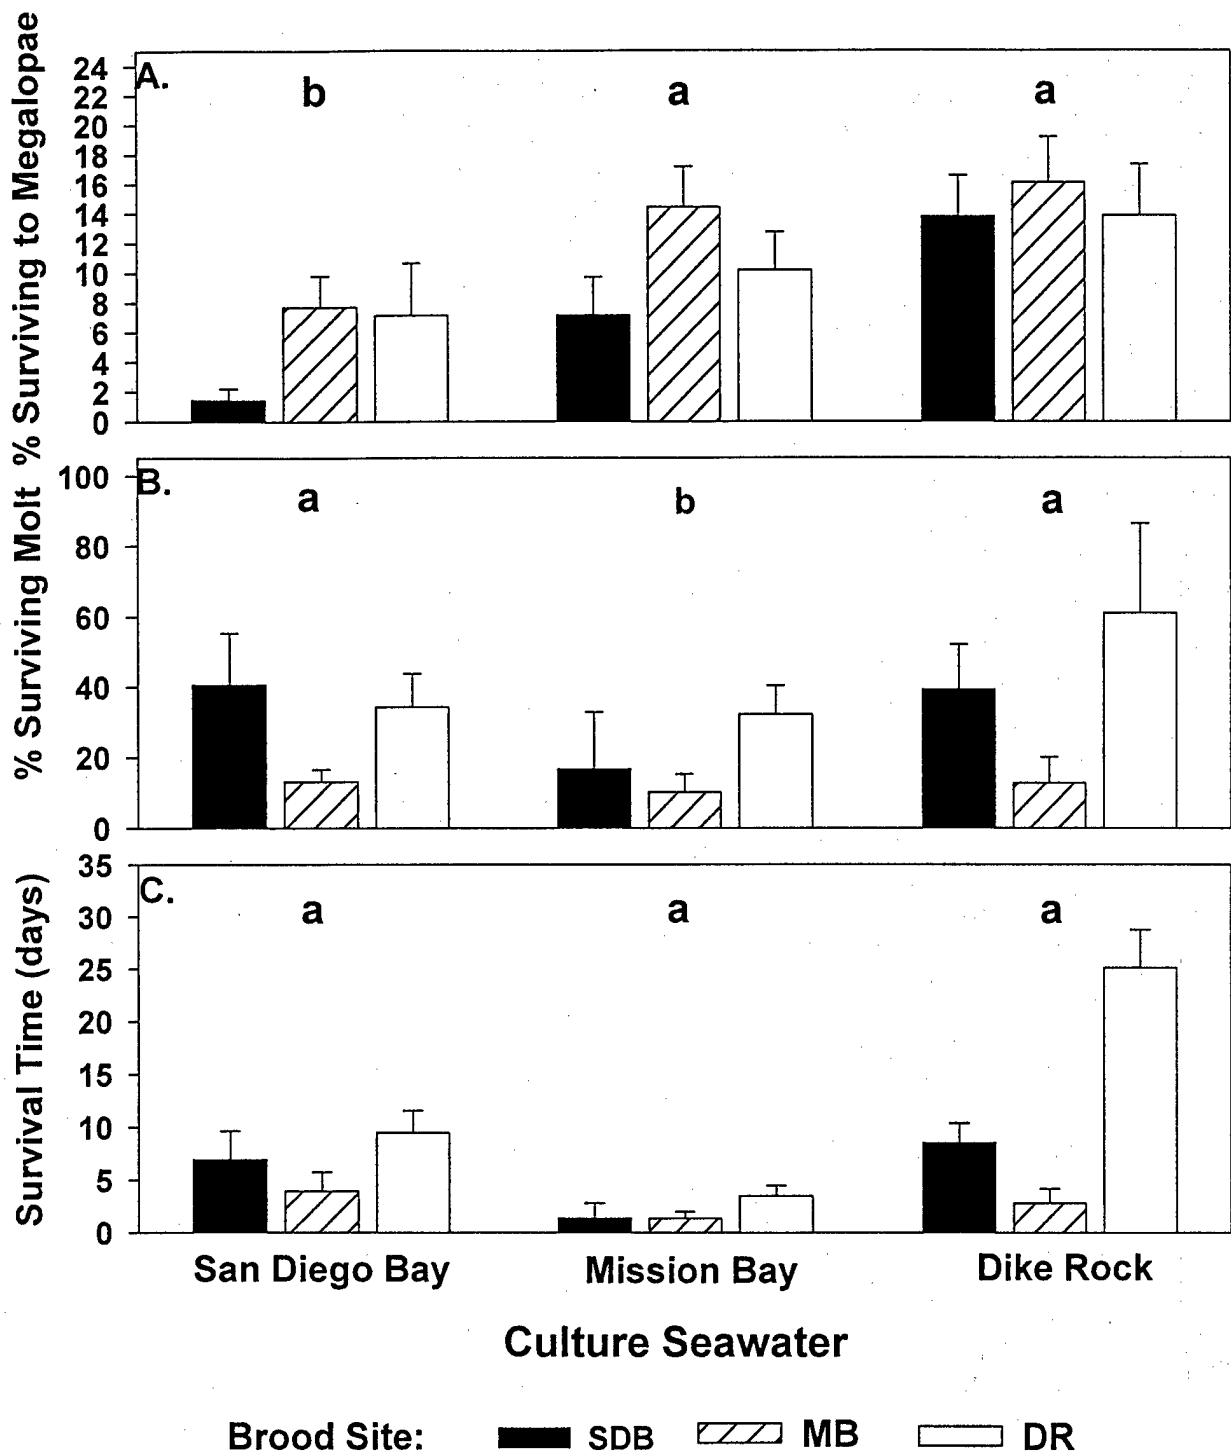 % Surviving to Megalopae
A.
b
a
a
24
22
20
18
16
14
12
10
8
6
4
2
0
% Surviving Molt
B.
a
b
a
100
80
60
40
20
0
Survival Time (days)
C.
a
a
a
35
30
25
20
15
10
5
0
San Diego Bay
Mission Bay
Dike Rock
Culture Seawater
Brood Site: SDB MB DR